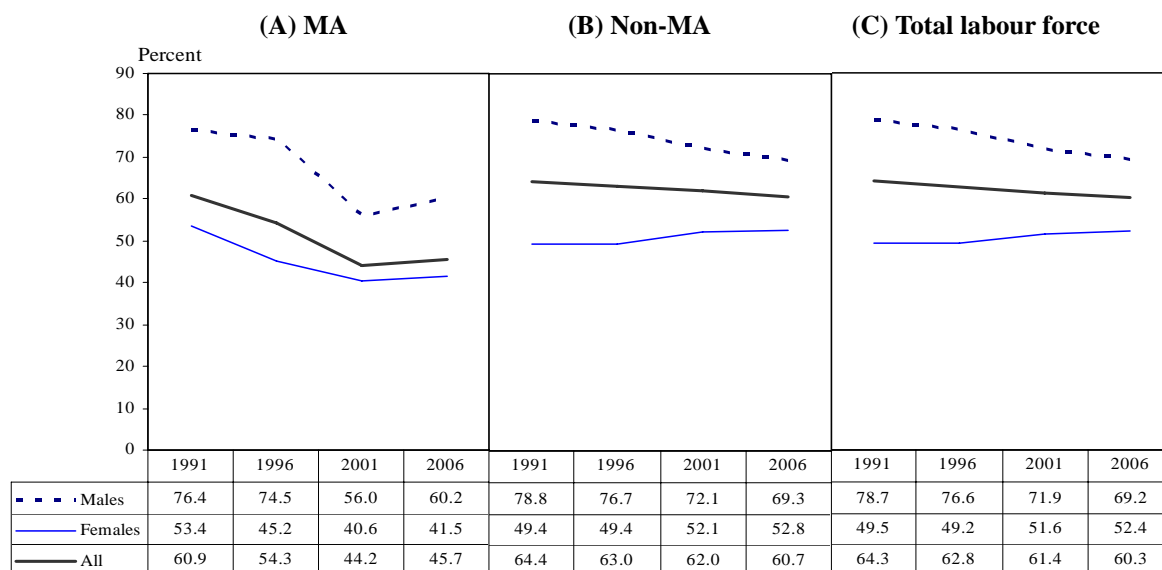 (A) MA (B) Non-MA (C) Total labour force
Percent
90
80
70
60
50
40
30
20
10
0
1991 1996 2001 2006 1991 1996 2001 2006 1991 1996 2001 2006
Males 76.4 74.5 56.0 60.2 78.8 76.7 72.1 69.3 78.7 76.6 71.9 69.2
Females 53.4 45.2 40.6 41.5 49.4 49.4 52.1 52.8 49.5 49.2 51.6 52.4
All 60.9 54.3 44.2 45.7 64.4 63.0 62.0 60.7 64.3 62.8 61.4 60.3